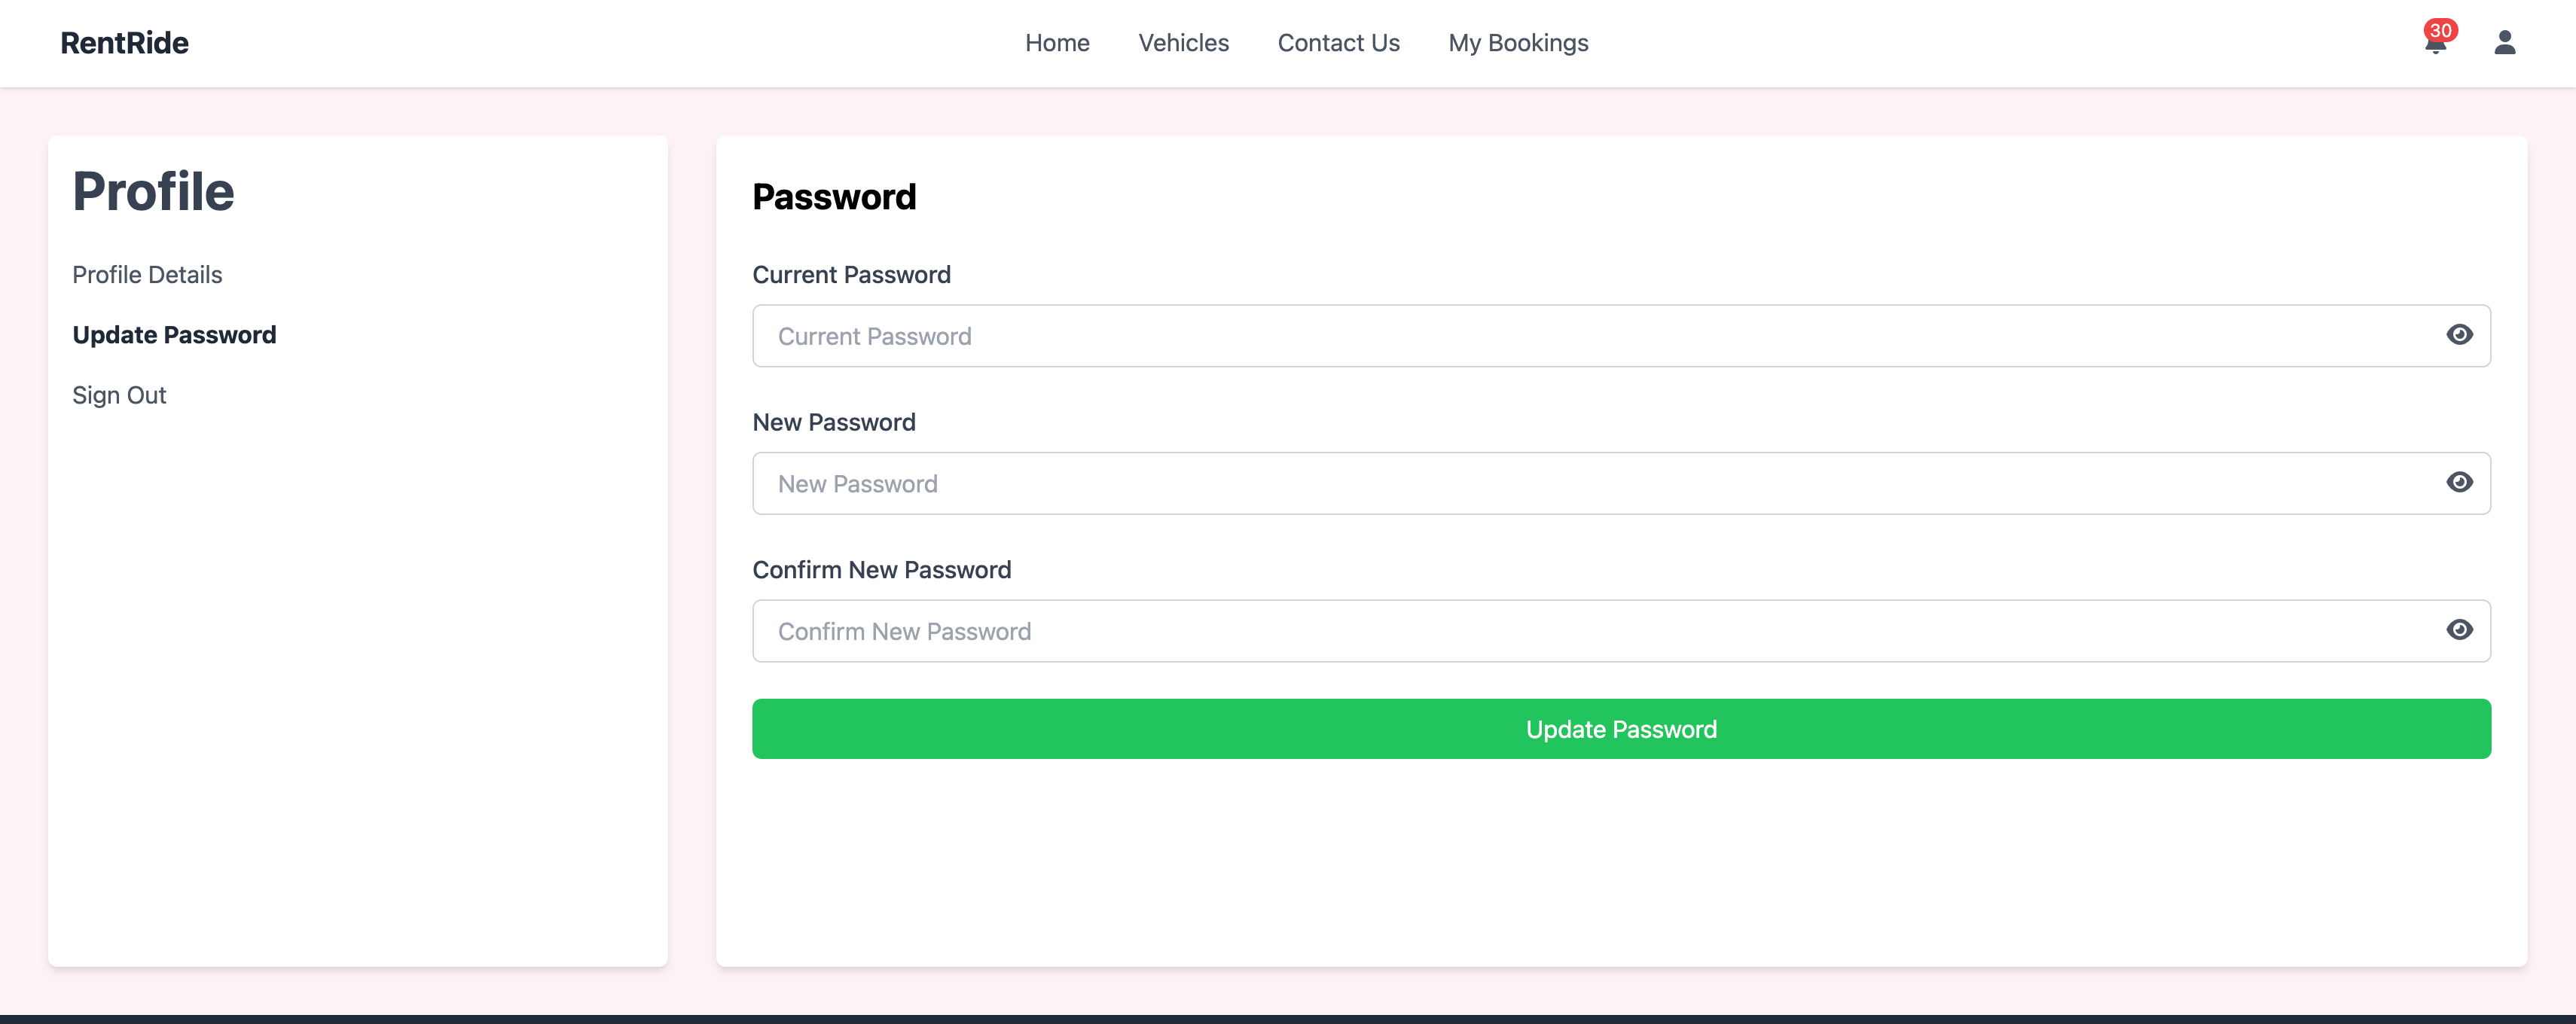 RentRide
Home Vehicles Contact Us My Bookings
30
Profile
Profile Details
Update Password
Sign Out
Password
Current Password
Current Password
New Password
New Password
Confirm New Password
Confirm New Password
Update Password